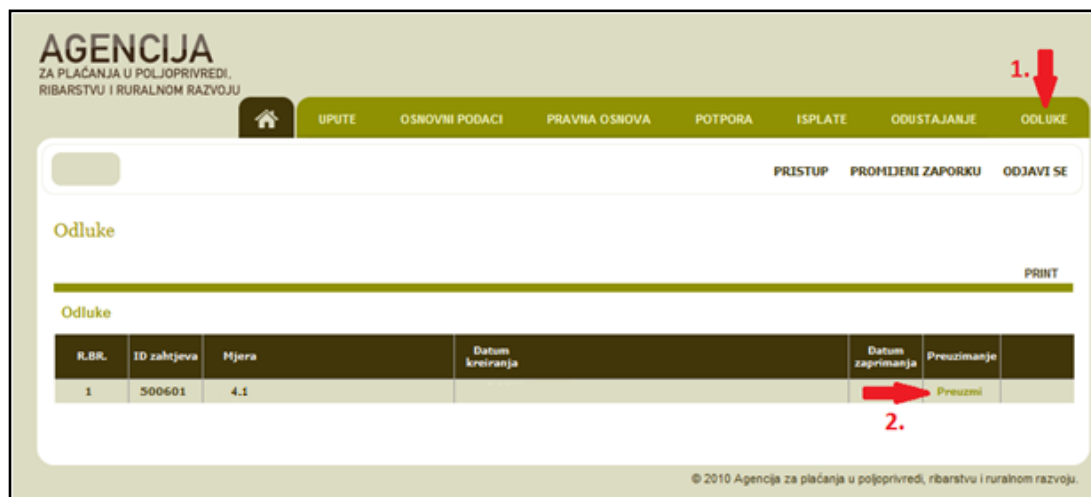 AGENCIJA
ZA PLAĆANJA U POLJOPRIVREDI,
RIBARSTVU I RURALNOM RAZVOJU
1.
UPUTE OSNOVNI PODACI PRAVNA OSNOVA POTPORA ISPLATE ODUSTAJANJE ODLUKE
PRISTUP PROMIJENI ZAPORKU ODJAVI SE
Odluke
PRINT
Odluke
R.BR. ID zahtjeva Mjera Datum kreiranja Datum zaprimanja Preuzimanje
1 500601 4.1 Preuzmi
2.
© 2010 Agencija za plaćanja u poljoprivredi, ribarstvu i ruralnom razvoju.